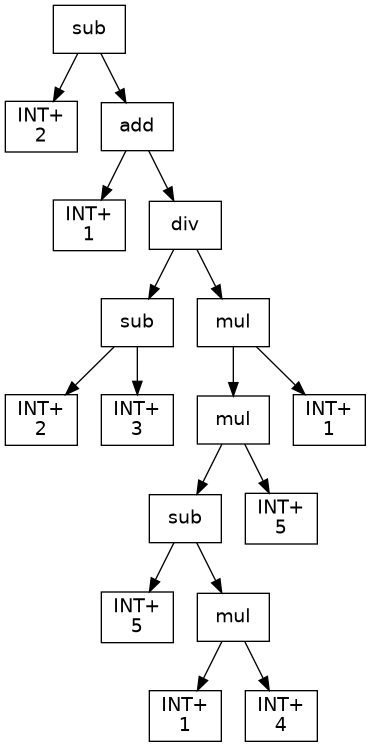 sub
INT+
2
add
INT+
1
div
sub
mul
INT+
2
INT+
3
mul
INT+
1
sub
INT+
5
INT+
5
mul
INT+
1
INT+
4